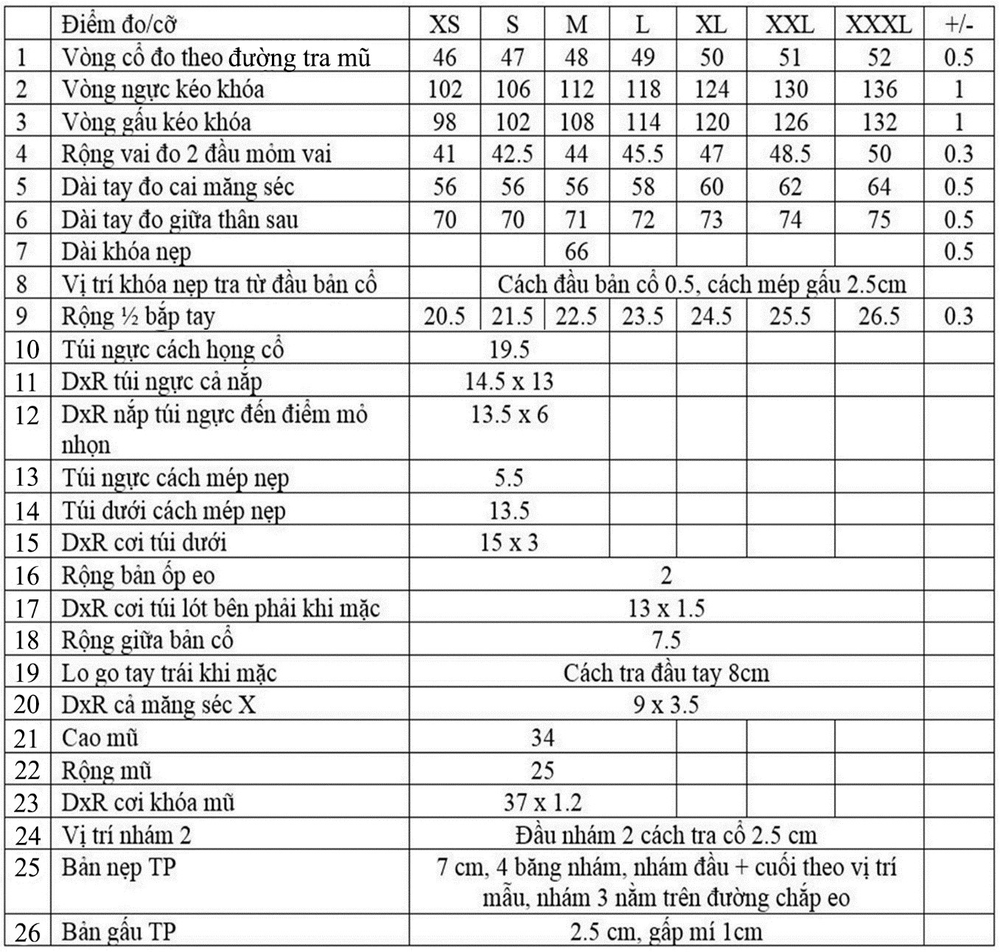 Điểm đo/cỡ XS S M L XL XXL XXXL +/-
1 Vòng cổ đo theo đường tra mũ 46 47 48 49 50 51 52 0.5
2 Vòng ngực kéo khóa 102 106 112 118 124 130 136 1
3 Vòng gấu kéo khóa 98 102 108 114 120 126 132 1
4 Rộng vai đo 2 đầu mỏm vai 41 42.5 44 45.5 47 48.5 50 0.3
5 Dài tay đo cai măng séc 56 56 56 58 60 62 64 0.5
6 Dài tay đo giữa thân sau 70 70 71 72 73 74 75 0.5
7 Dài khóa nẹp 66 0.5
8 Vị trí khóa nẹp tra từ đầu bản cổ Cách đầu bản cổ 0.5, cách mép gấu 2.5cm
9 Rộng ½ bắp tay 20.5 21.5 22.5 23.5 24.5 25.5 26.5 0.3
10 Túi ngực cách họng cổ 19.5
11 DxR túi ngực cả nắp 14.5 x 13
12 DxR nắp túi ngực đến điểm mỏ 13.5 x 6
nhọn
13 Túi ngực cách mép nẹp 5.5
14 Túi dưới cách mép nẹp 13.5
15 DxR cơi túi dưới 15 x 3
16 Rộng bản ốp eo 2
17 DxR cơi túi lót bên phải khi mặc 13 x 1.5
18 Rộng giữa bản cổ 7.5
19 Lo go tay trái khi mặc Cách tra đầu tay 8cm
20 DxR cả măng séc X 9 x 3.5
21 Cao mũ 34
22 Rộng mũ 25
23 DxR cơi khóa mũ 37 x 1.2
24 Vị trí nhám 2 Đầu nhám 2 cách tra cổ 2.5 cm
25 Bản nẹp TP 7 cm, 4 băng nhám, nhám đầu + cuối theo vị trí
mẫu, nhám 3 nằm trên đường chắp eo
26 Bản gấu TP 2.5 cm, gấp mí 1cm